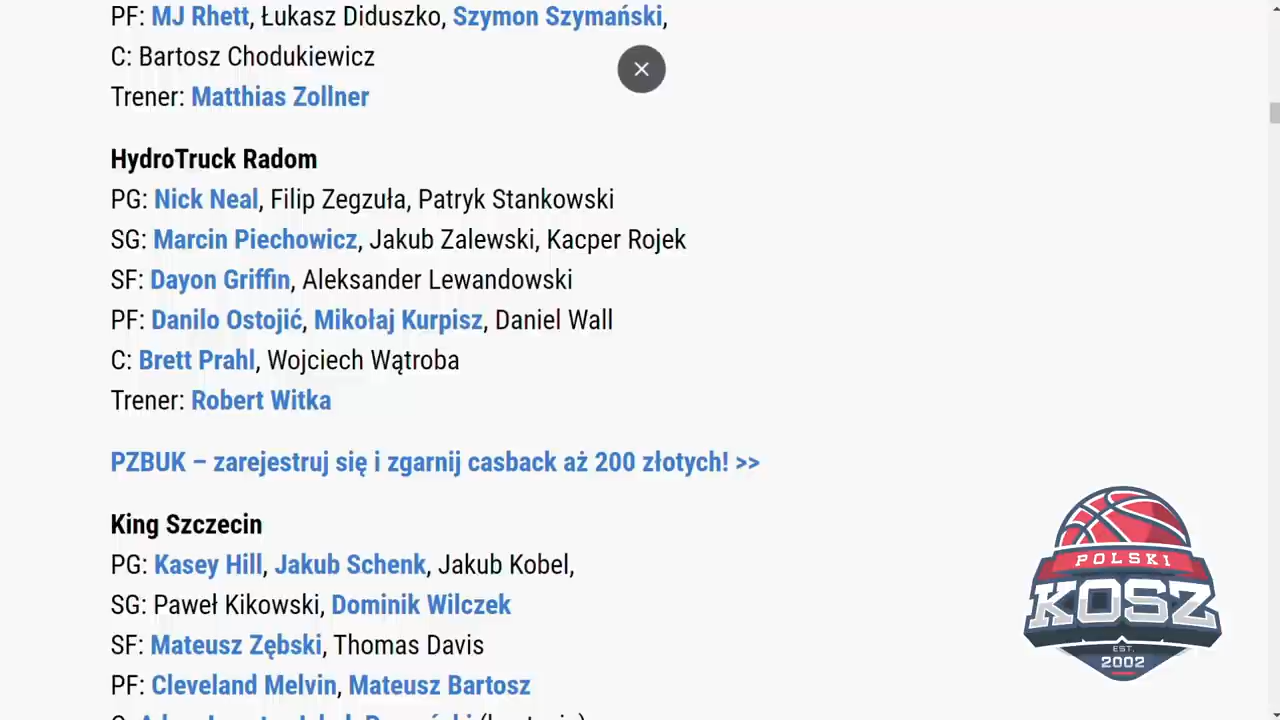 PF: MJ Rhett, Łukasz Diduszko, Szymon Szymański,
C: Bartosz Chodukiewicz
Trener: Matthias Zollner
HydroTruck Radom
PG: Nick Neal, Filip Zegzuła, Patryk Stankowski
SG: Marcin Piechowicz, Jakub Zalewski, Kacper Rojek
SF: Dayon Griffin, Aleksander Lewandowski
PF: Danilo Ostojić, Mikołaj Kurpisz, Daniel Wall
C: Brett Prahl, Wojciech Wątroba
Trener: Robert Witka
PZBUK – zarejestruj się i zgarnij casback aż 200 złotych! >>
King Szczecin
PG: Kasey Hill, Jakub Schenk, Jakub Kobel,
SG: Paweł Kikowski, Dominik Wilczek
SF: Mateusz Zębski, Thomas Davis
PF: Cleveland Melvin, Mateusz Bartosz
POLSKI
KOSZ
EST.
2002